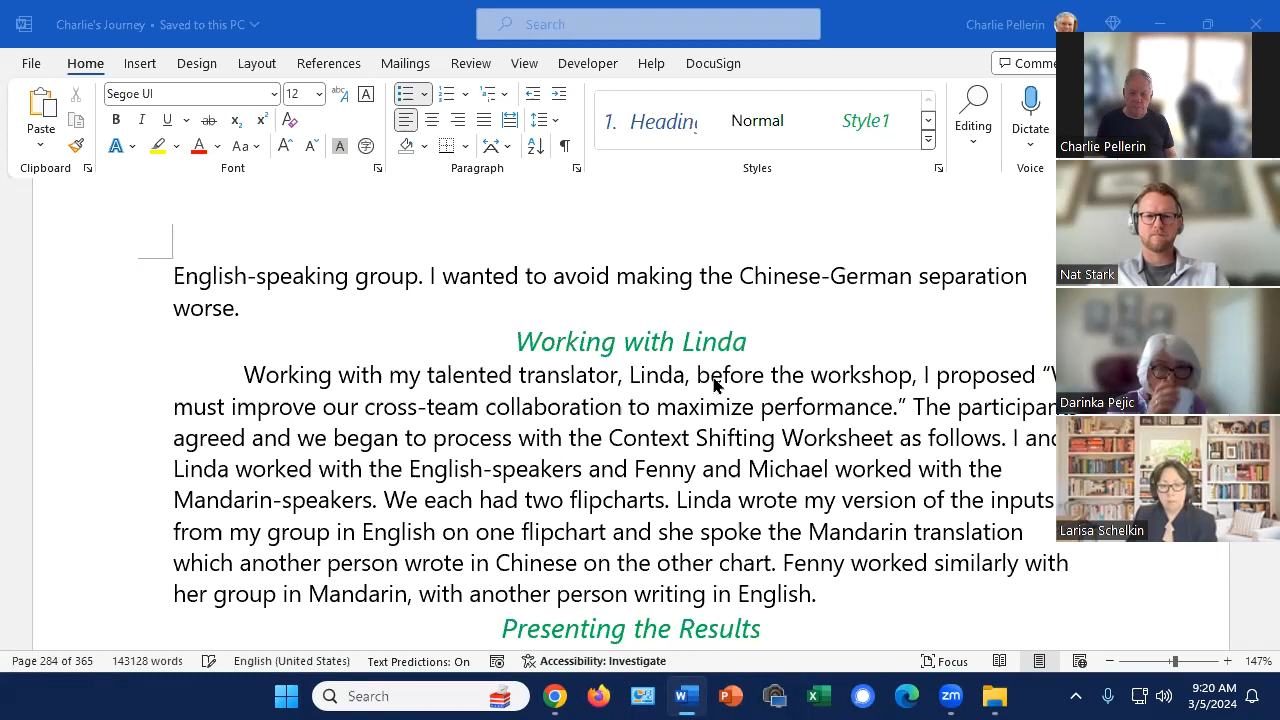 Charlie's Journey • Saved to this PC
Search
Charlie Pellerin
File Home Insert Design Layout References Mailings Review View Developer Help DocuSign
Paste
Clipboard
Segoe UI 12
Font
Paragraph
1. Heading Normal Style1
Styles
Editing
Dictate
Voice
Charlie Pellerin
Nat Stark
Darinka Pejic
Larisa Schelkin
English-speaking group. I wanted to avoid making the Chinese-German separation
worse.
Working with Linda
Working with my talented translator, Linda, before the workshop, I proposed “
must improve our cross-team collaboration to maximize performance.” The participants
agreed and we began to process with the Context Shifting Worksheet as follows. I and
Linda worked with the English-speakers and Fenny and Michael worked with the
Mandarin-speakers. We each had two flipcharts. Linda wrote my version of the inputs
from my group in English on one flipchart and she spoke the Mandarin translation
which another person wrote in Chinese on the other chart. Fenny worked similarly with
her group in Mandarin, with another person writing in English.
Presenting the Results
Page 284 of 365 143128 words English (United States) Text Predictions: On Accessibility: Investigate Focus 147%
Search
9:20 AM
3/5/2024